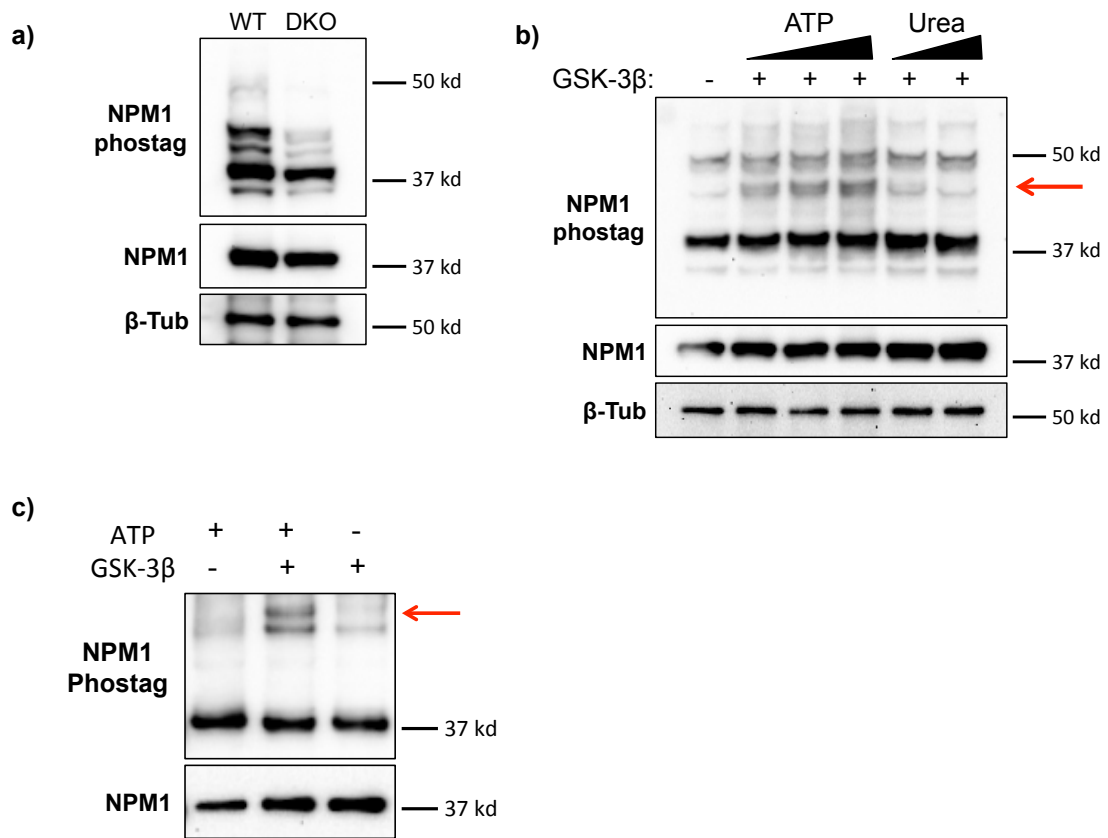 a)
WT DKO
NPM1
phostag
50 kd
37 kd
NPM1
37 kd
β-Tub
50 kd
b)
ATP Urea
GSK-3β: - + + + + +
NPM1
phostag
50 kd
37 kd
NPM1
37 kd
β-Tub
50 kd
c)
ATP + + -
GSK-3β - + +
NPM1
Phostag
37 kd
NPM1
37 kd